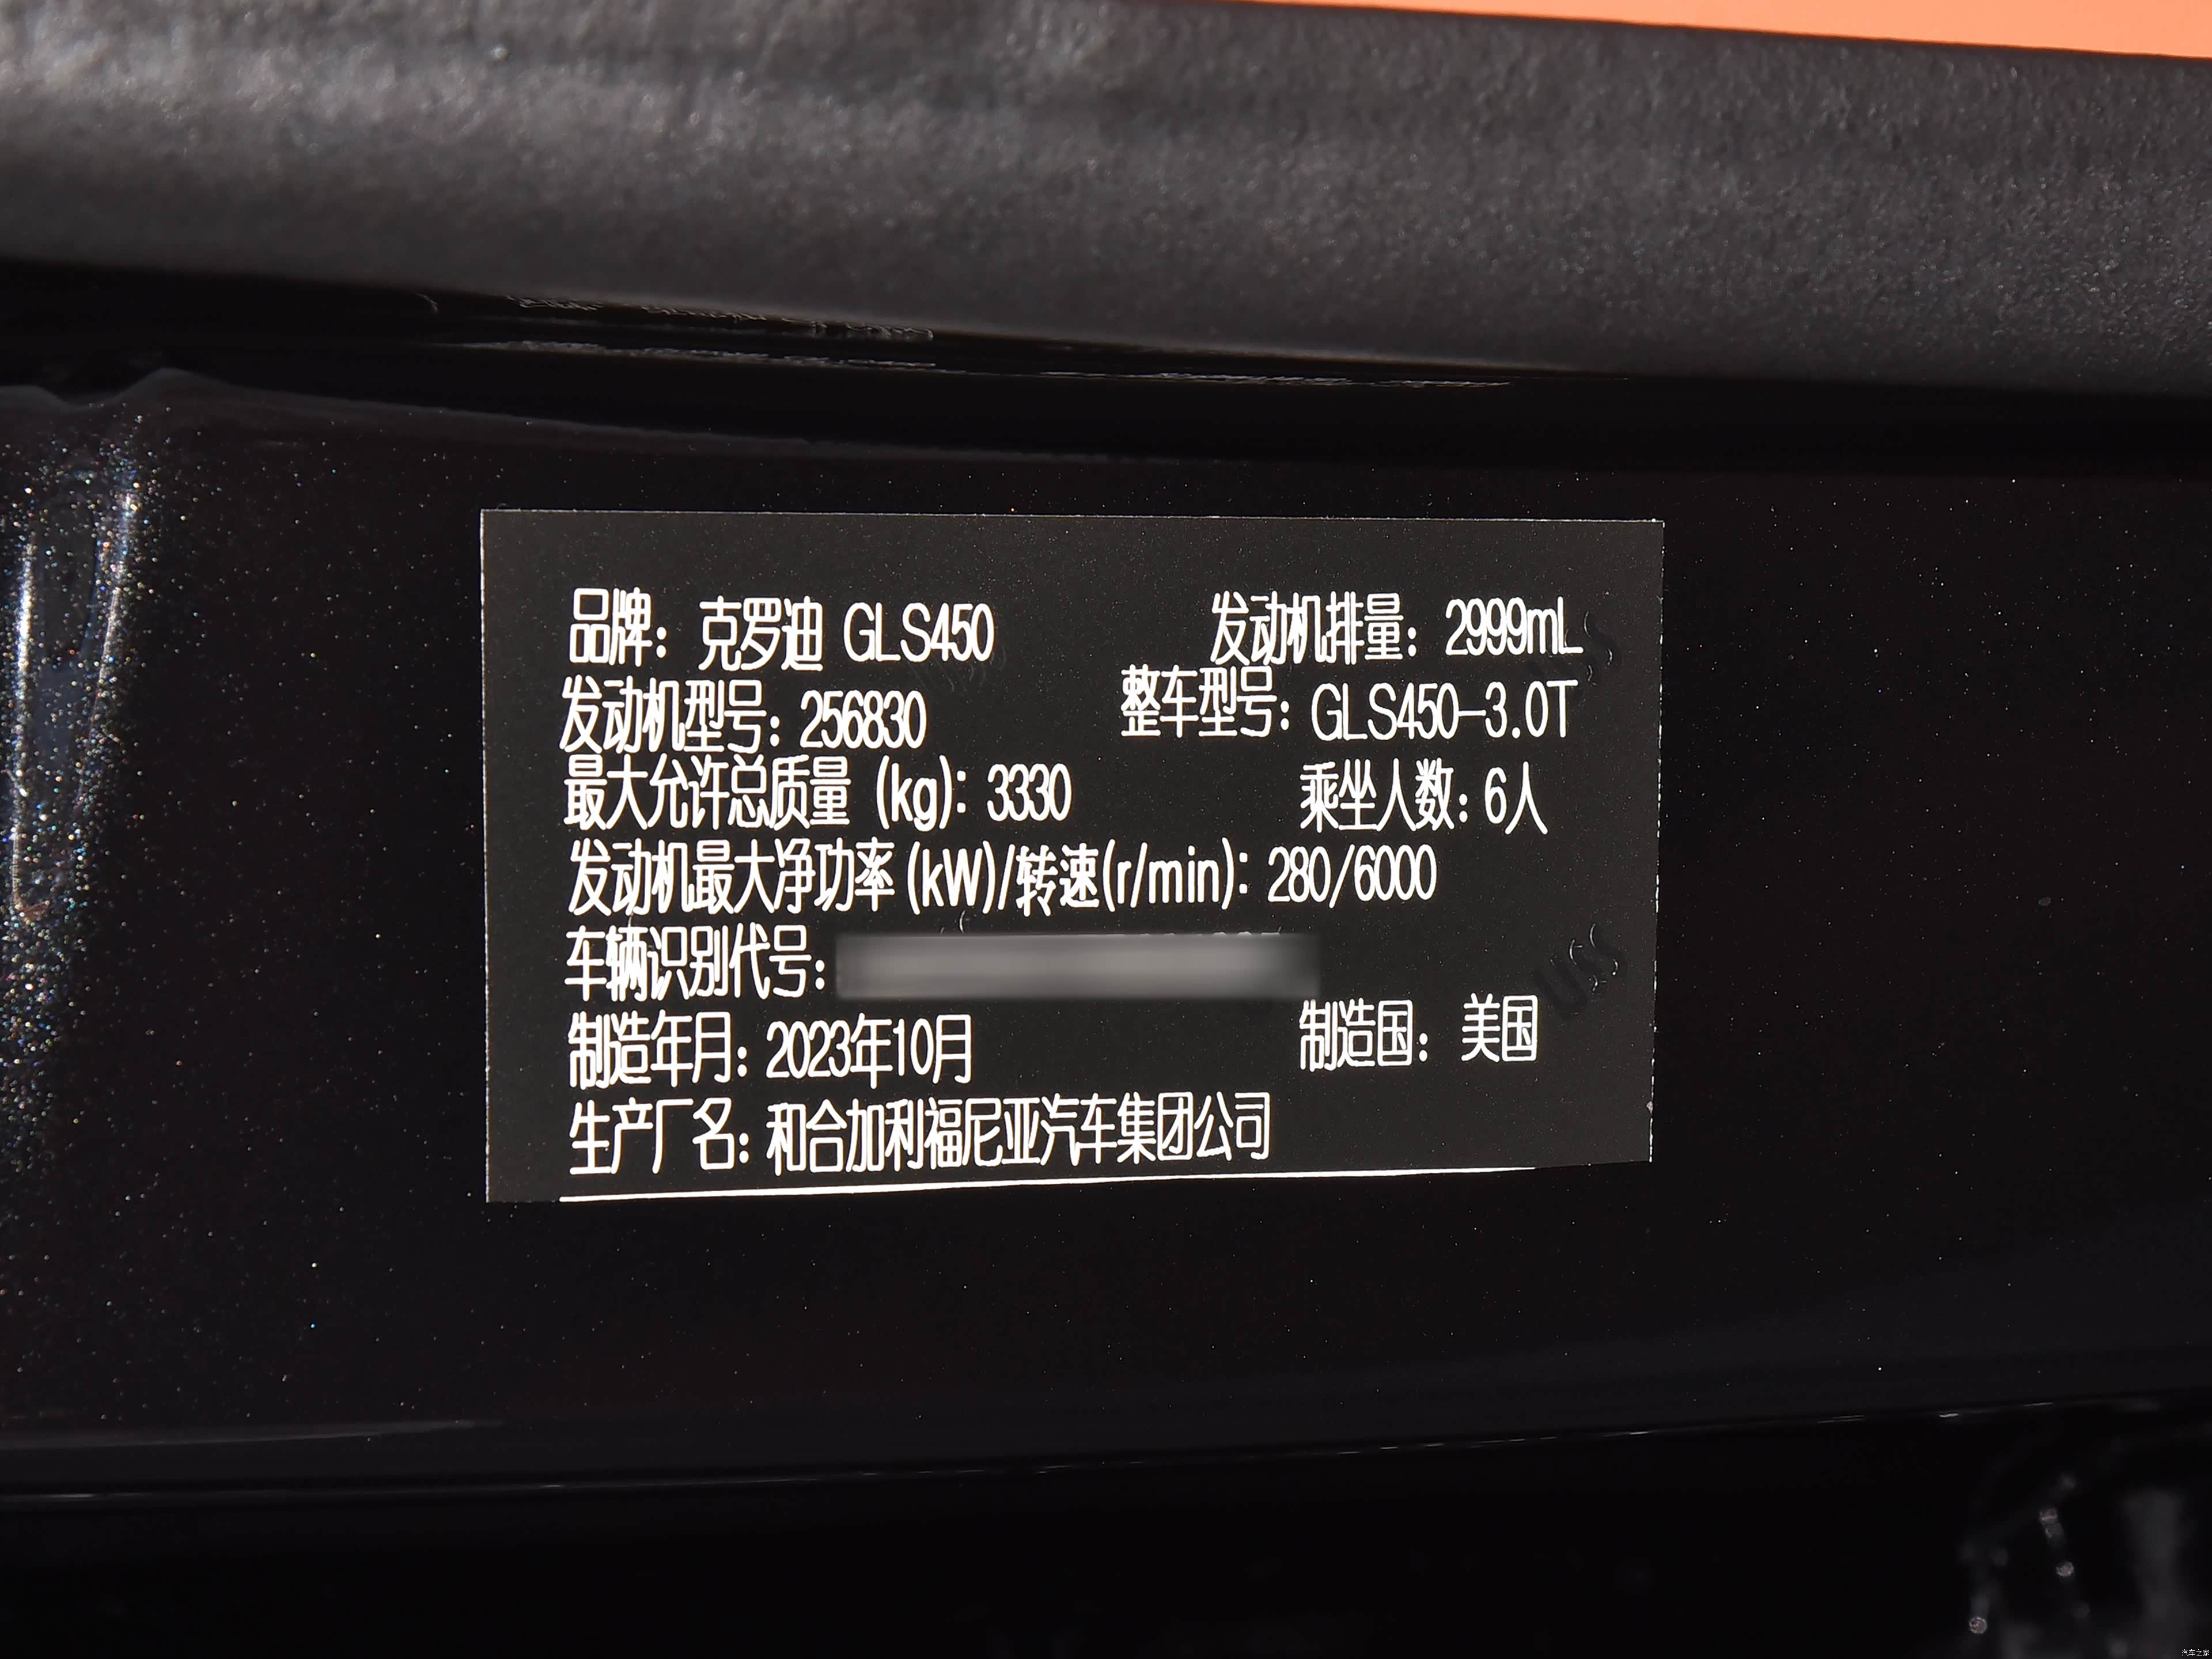 品牌：克罗迪 GLS450 发动机排量：2999mL
发动机型号：256830 整车型号：GLS450-3.0T
最大允许总质量 (kg)：3330 乘坐人数：6人
发动机最大净功率(kW)/转速(r/min)：280/6000
车辆识别代号：
制造年月：2023年10月 制造国：美国
生产厂名：和合加利福尼亚汽车集团公司
汽车之家